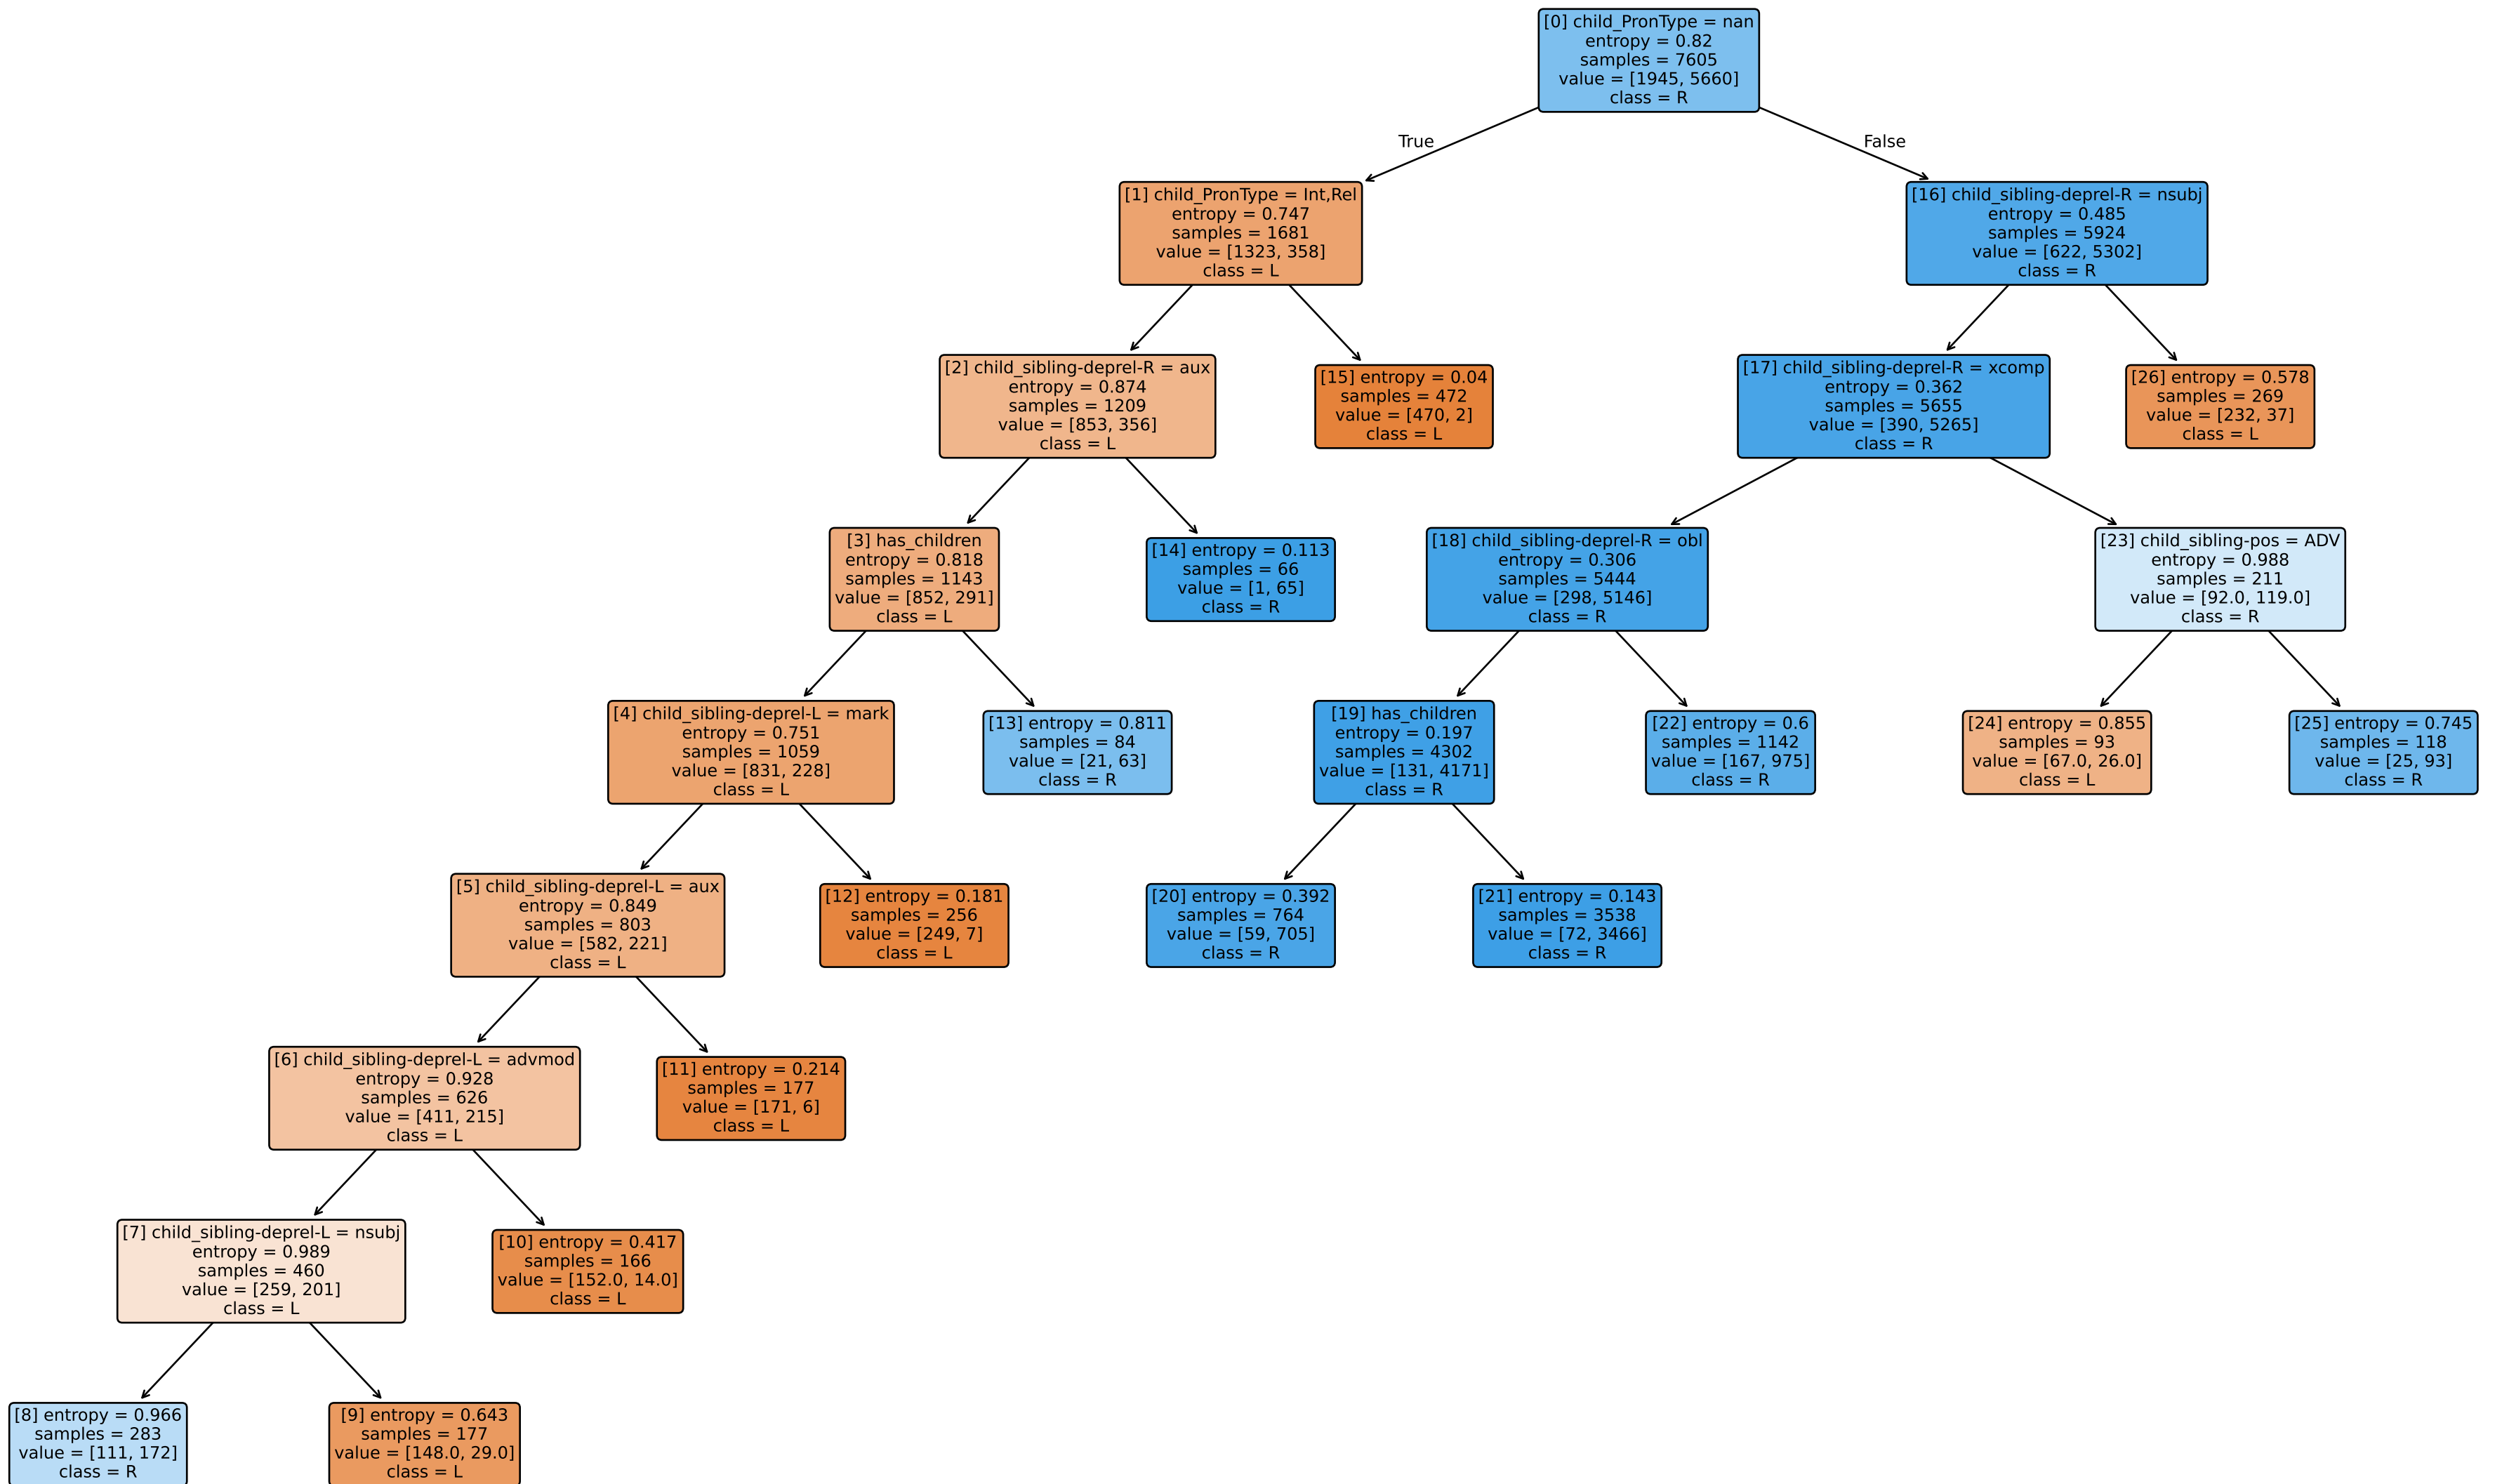 [0] child_PronType = nan
entropy = 0.82
samples = 7605
value = [1945, 5660]
class = R
True
False
[1] child_PronType = Int,Rel
entropy = 0.747
samples = 1681
value = [1323, 358]
class = L
[16] child_sibling-deprel-R = nsubj
entropy = 0.485
samples = 5924
value = [622, 5302]
class = R
[2] child_sibling-deprel-R = aux
entropy = 0.874
samples = 1209
value = [853, 356]
class = L
[15] entropy = 0.04
samples = 472
value = [470, 2]
class = L
[17] child_sibling-deprel-R = xcomp
entropy = 0.362
samples = 5655
value = [390, 5265]
class = R
[26] entropy = 0.578
samples = 269
value = [232, 37]
class = L
[3] has_children
entropy = 0.818
samples = 1143
value = [852, 291]
class = L
[14] entropy = 0.113
samples = 66
value = [1, 65]
class = R
[18] child_sibling-deprel-R = obl
entropy = 0.306
samples = 5444
value = [298, 5146]
class = R
[23] child_sibling-pos = ADV
entropy = 0.988
samples = 211
value = [92.0, 119.0]
class = R
[4] child_sibling-deprel-L = mark
entropy = 0.751
samples = 1059
value = [831, 228]
class = L
[13] entropy = 0.811
samples = 84
value = [21, 63]
class = R
[19] has_children
entropy = 0.197
samples = 4302
value = [131, 4171]
class = R
[22] entropy = 0.6
samples = 1142
value = [167, 975]
class = R
[24] entropy = 0.855
samples = 93
value = [67.0, 26.0]
class = L
[25] entropy = 0.745
samples = 118
value = [25, 93]
class = R
[5] child_sibling-deprel-L = aux
entropy = 0.849
samples = 803
value = [582, 221]
class = L
[12] entropy = 0.181
samples = 256
value = [249, 7]
class = L
[20] entropy = 0.392
samples = 764
value = [59, 705]
class = R
[21] entropy = 0.143
samples = 3538
value = [72, 3466]
class = R
[6] child_sibling-deprel-L = advmod
entropy = 0.928
samples = 626
value = [411, 215]
class = L
[11] entropy = 0.214
samples = 177
value = [171, 6]
class = L
[7] child_sibling-deprel-L = nsubj
entropy = 0.989
samples = 460
value = [259, 201]
class = L
[10] entropy = 0.417
samples = 166
value = [152.0, 14.0]
class = L
[8] entropy = 0.966
samples = 283
value = [111, 172]
class = R
[9] entropy = 0.643
samples = 177
value = [148.0, 29.0]
class = L